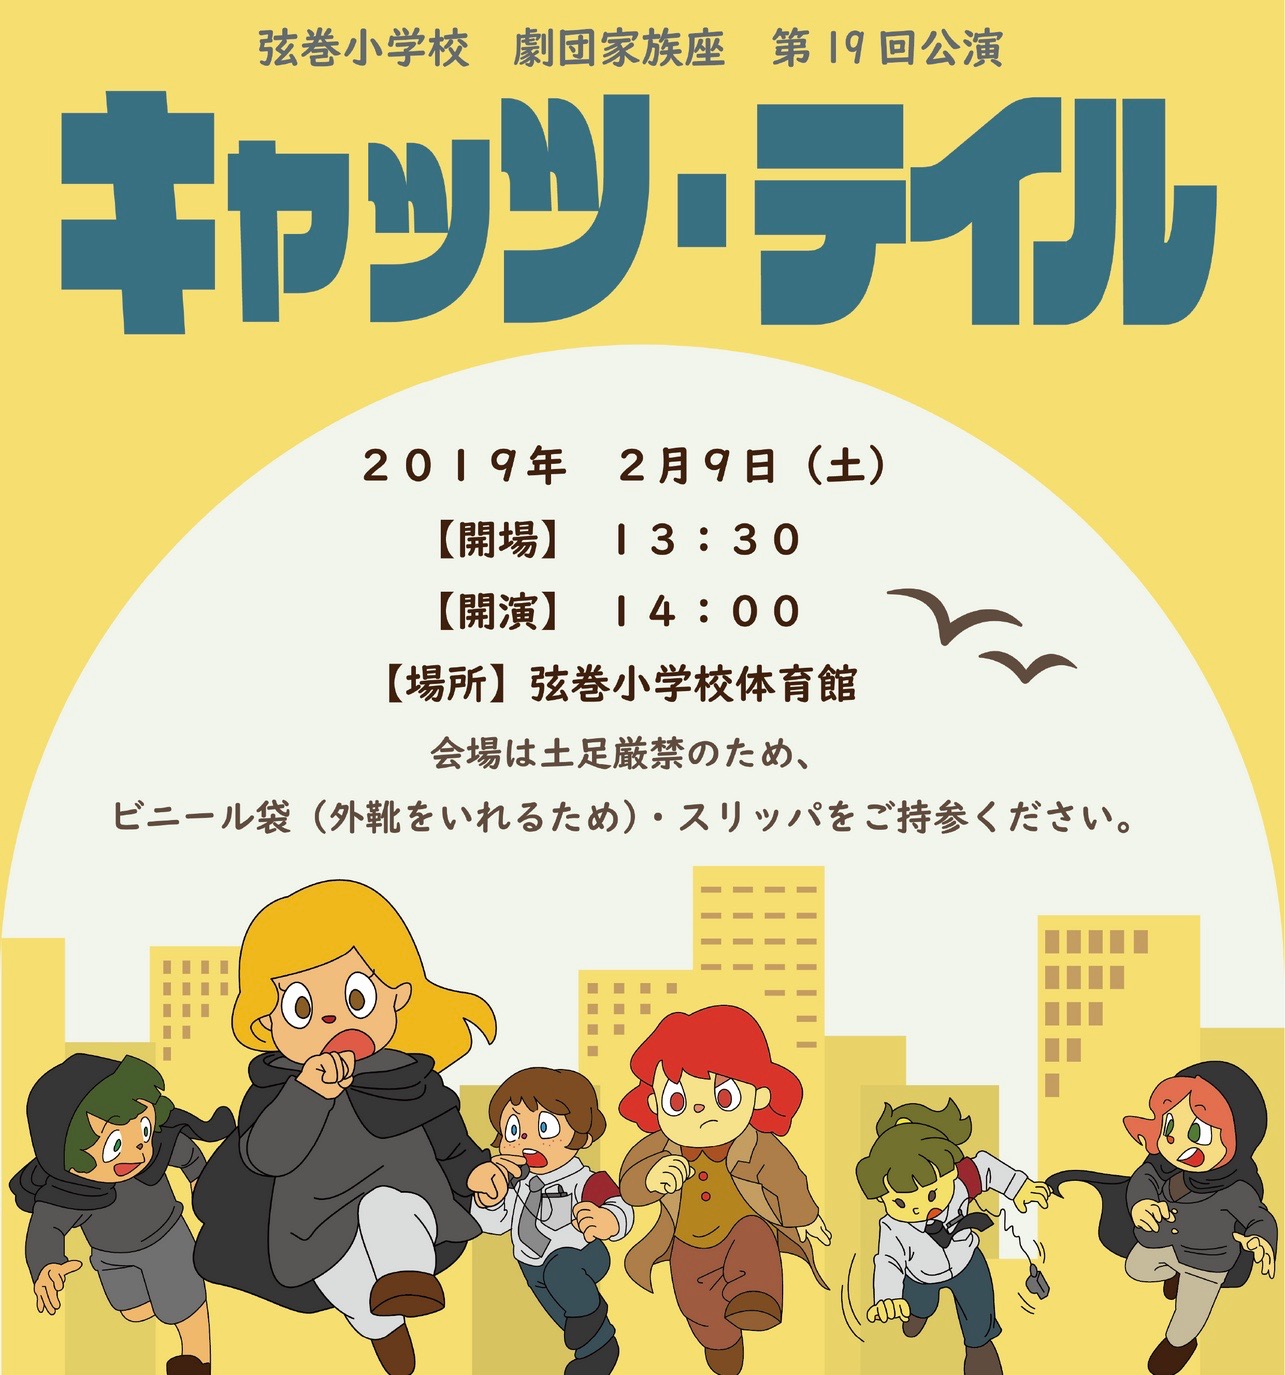 弦巻小学校　劇団家族座　第19回公演
キャッツ・テイル
２０１９年　２月９日（土）
【開場】　１３：３０
【開演】　１４：００
【場所】弦巻小学校体育館
会場は土足厳禁のため、
ビニール袋（外靴をいれるため）・スリッパをご持参ください。